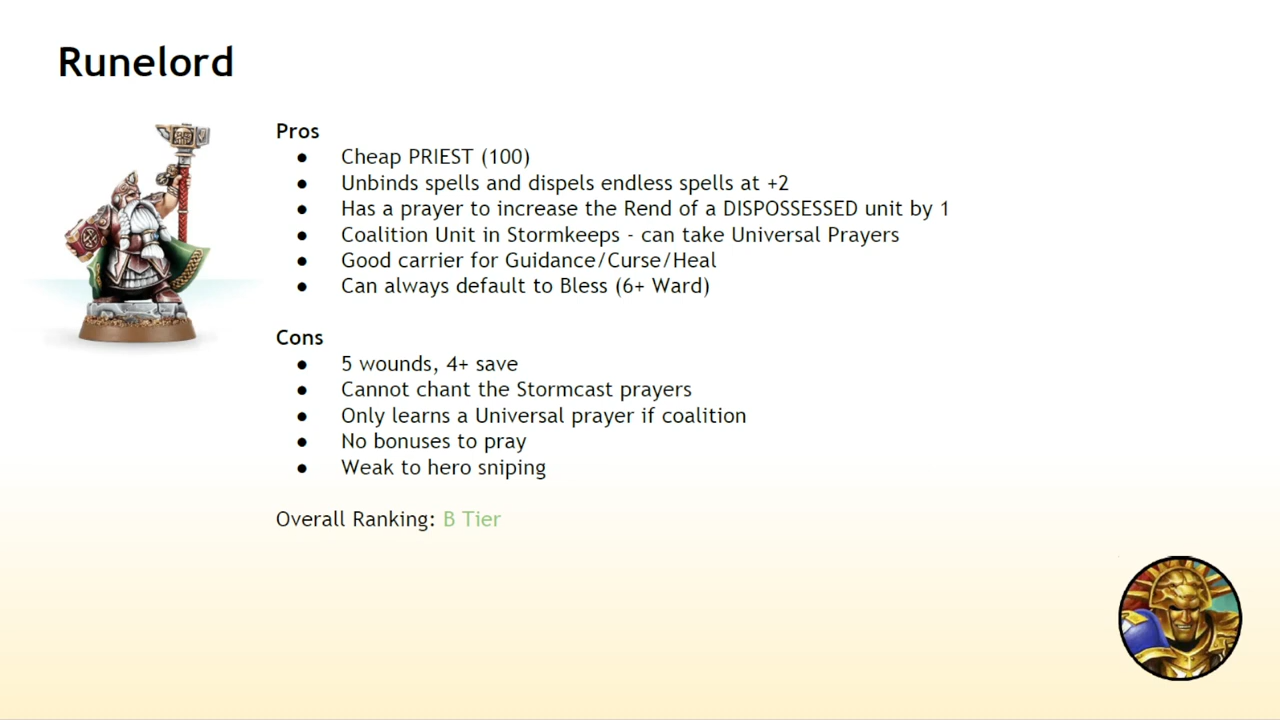 Runelord
Pros
● Cheap PRIEST (100)
● Unbinds spells and dispels endless spells at +2
● Has a prayer to increase the Rend of a DISPOSSESSED unit by 1
● Coalition Unit in Stormkeeps - can take Universal Prayers
● Good carrier for Guidance/Curse/Heal
● Can always default to Bless (6+ Ward)
Cons
● 5 wounds, 4+ save
● Cannot chant the Stormcast prayers
● Only learns a Universal prayer if coalition
● No bonuses to pray
● Weak to hero sniping
Overall Ranking: B Tier